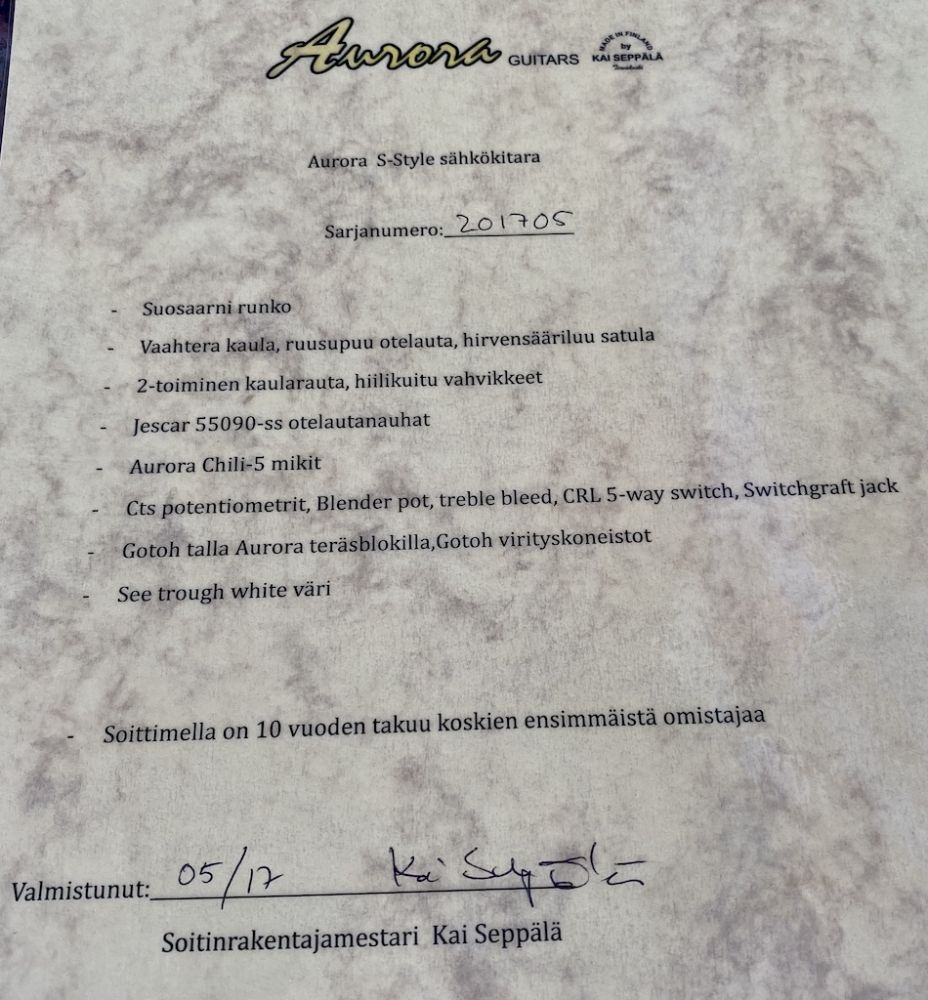 Aurora GUITARS MADE IN FINLAND by KAI SEPPÄLÄ
Aurora S-Style sähkökitara
Sarjanumero: 201705
- Suosaarni runko
- Vaahtera kaula, ruusupuu otelauta, hirvensääriluu satula
- 2-toiminen kaularauta, hiilikuitu vahvikkeet
- Jescar 55090-ss otelautanauhat
- Aurora Chili-5 mikit
- Cts potentiometrit, Blender pot, treble bleed, CRL 5-way switch, Switchgraft jack
- Gotoh talla Aurora teräsblokilla,Gotoh virityskoneistot
- See trough white väri
- Soittimella on 10 vuoden takuu koskien ensimmäistä omistajaa
Valmistunut: 05/17 Kai Seppälä
Soitinrakentajamestari Kai Seppälä